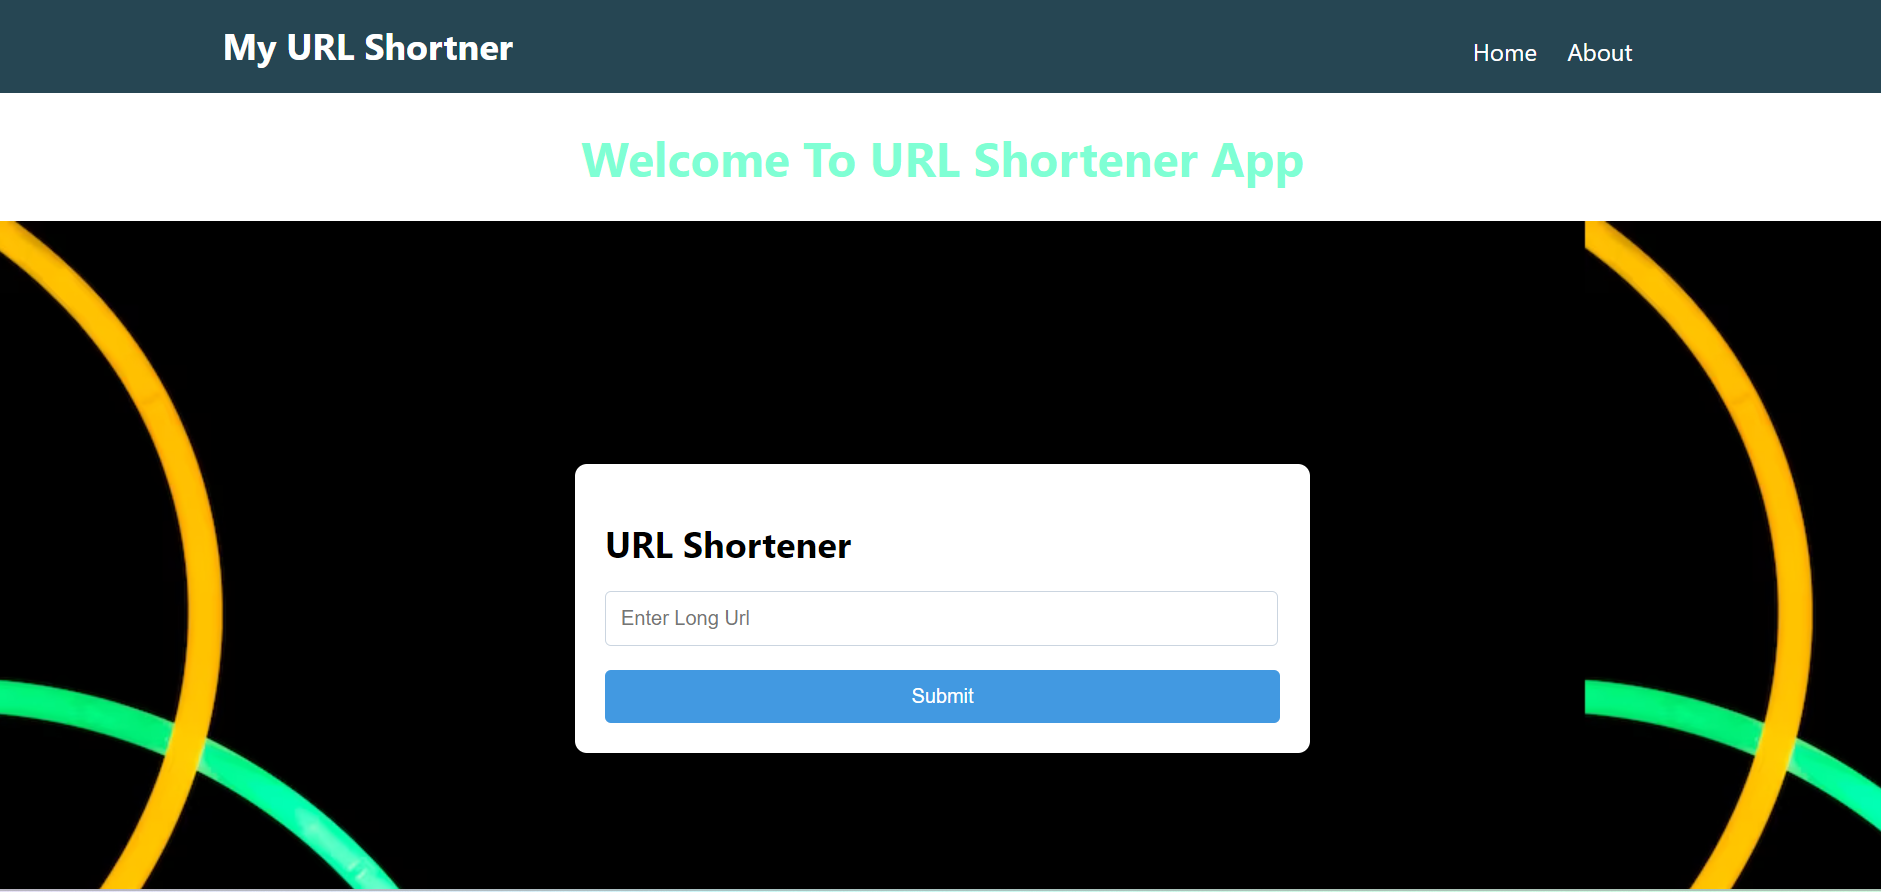 My URL Shortner
Home About
Welcome To URL Shortener App
URL Shortener
Enter Long Url
Submit